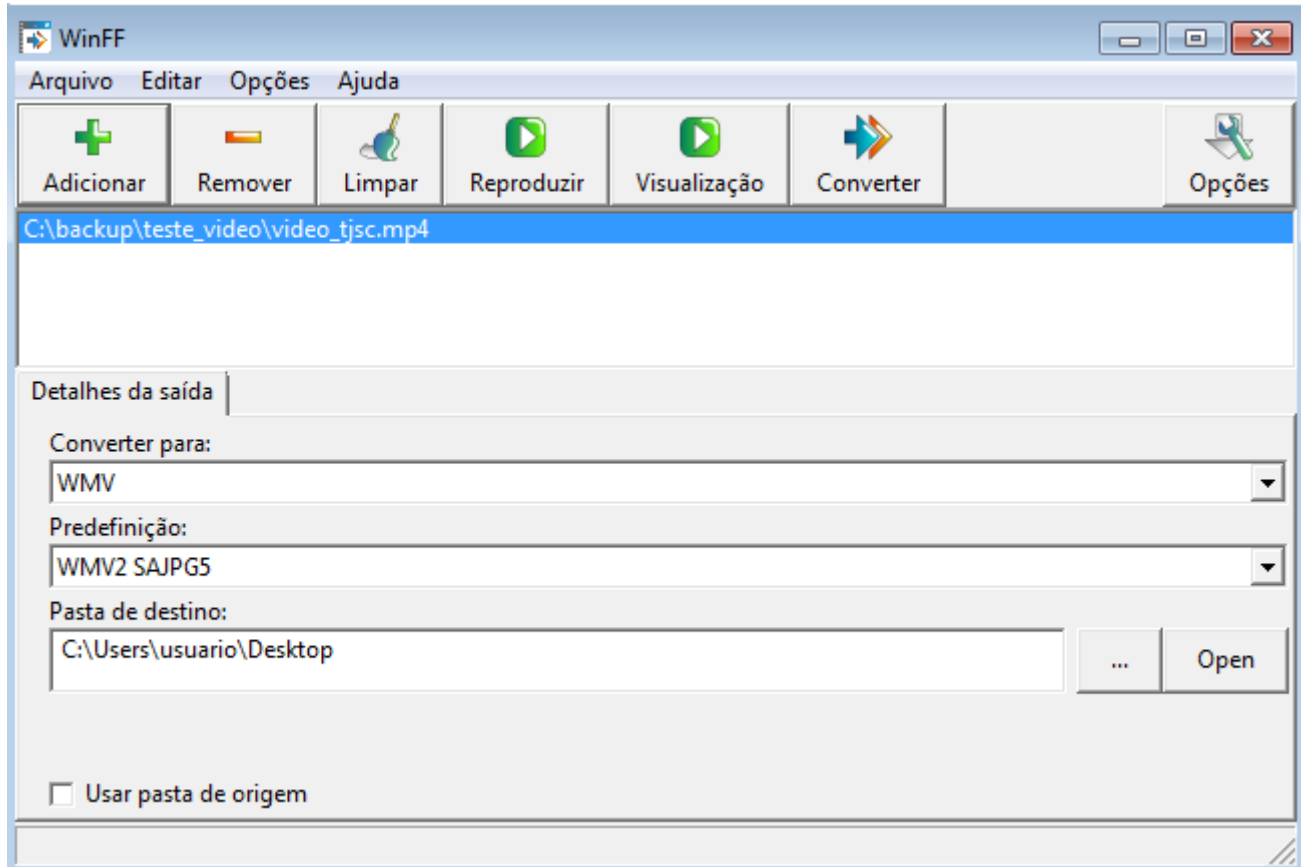 WinFF
Arquivo Editar Opções Ajuda
Adicionar Remover Limpar Reproduzir Visualização Converter Opções
C:\backup\teste_video\video_tjsc.mp4
Detalhes da saída
Converter para:
WMV
Predefinição:
WMV2 SAJPG5
Pasta de destino:
C:\Users\usuario\Desktop ... Open
Usar pasta de origem